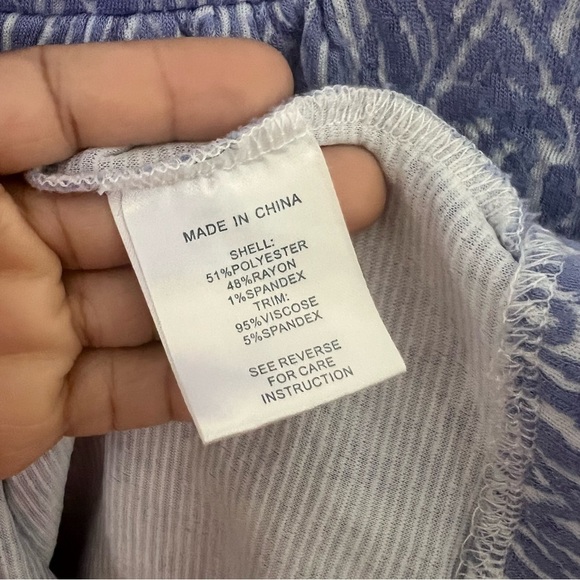 MADE IN CHINA
SHELL:
51%POLYESTER
48%RAYON
1%SPANDEX
TRIM:
95%VISCOSE
5%SPANDEX
SEE REVERSE
FOR CARE
INSTRUCTION